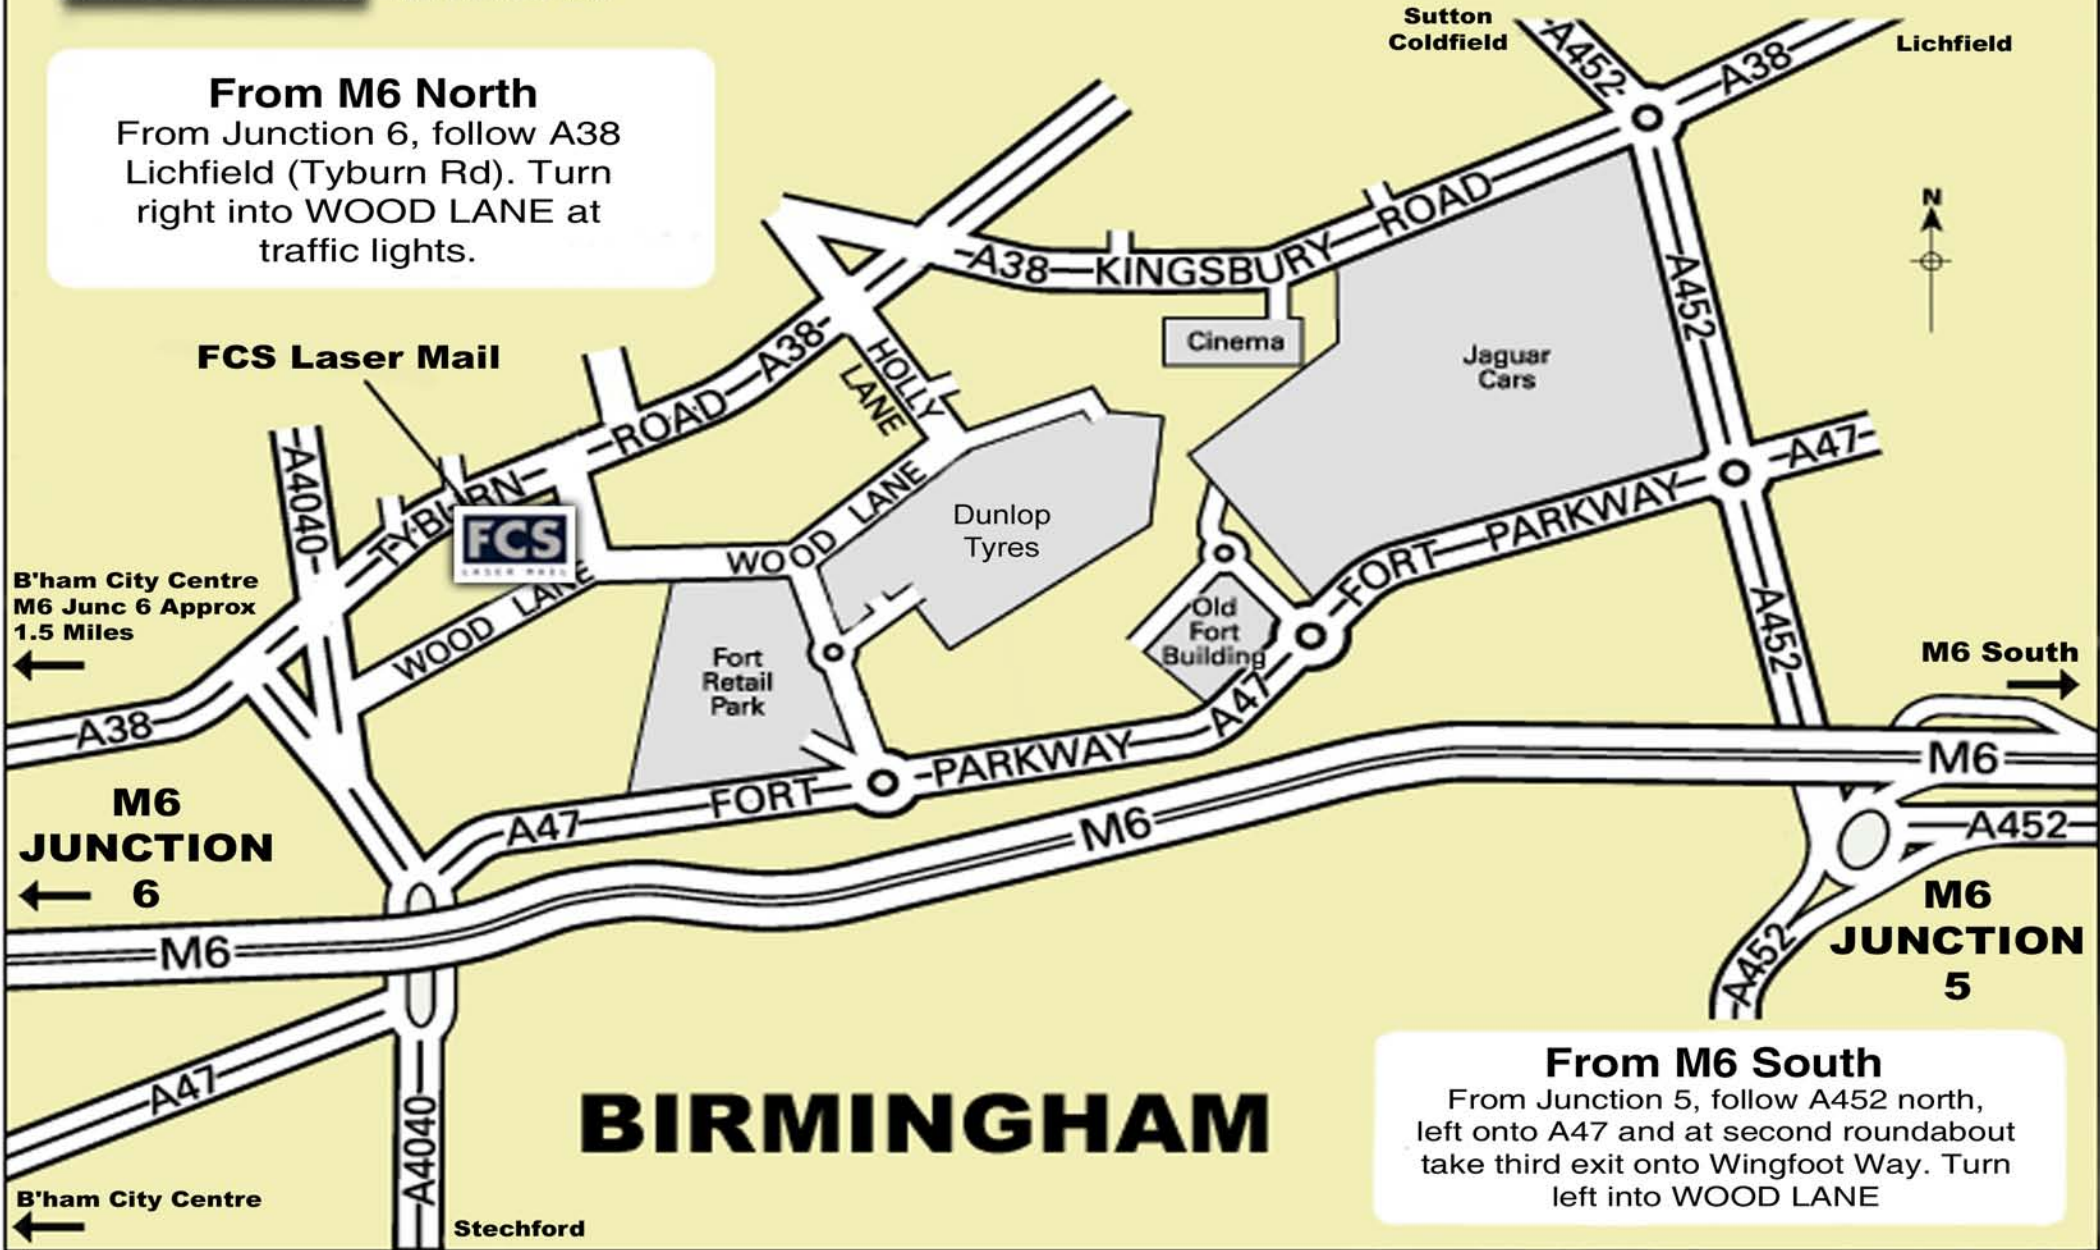 Sutton
Coldfield
A452
A38
Lichfield
From M6 North
From Junction 6, follow A38
Lichfield (Tyburn Rd). Turn
right into WOOD LANE at
traffic lights.
N
A38
KINGSBURY
ROAD
A452
Cinema
Jaguar
Cars
FCS Laser Mail
A38
HOLLY
LANE
ROAD
A4040
TYBURN
A47
WOOD LANE
FCS
LASER MAIL
Dunlop
Tyres
FORT
PARKWAY
B'ham City Centre
M6 Junc 6 Approx
1.5 Miles
WOOD LANE
Old
Fort
Building
A452
Fort
Retail
Park
M6 South
A38
A47
PARKWAY
FORT
A47
M6
M6
JUNCTION
6
M6
A452
M6
JUNCTION
5
M6
A452
A47
A4040
BIRMINGHAM
From M6 South
From Junction 5, follow A452 north,
left onto A47 and at second roundabout
take third exit onto Wingfoot Way. Turn
left into WOOD LANE
B'ham City Centre
Stechford